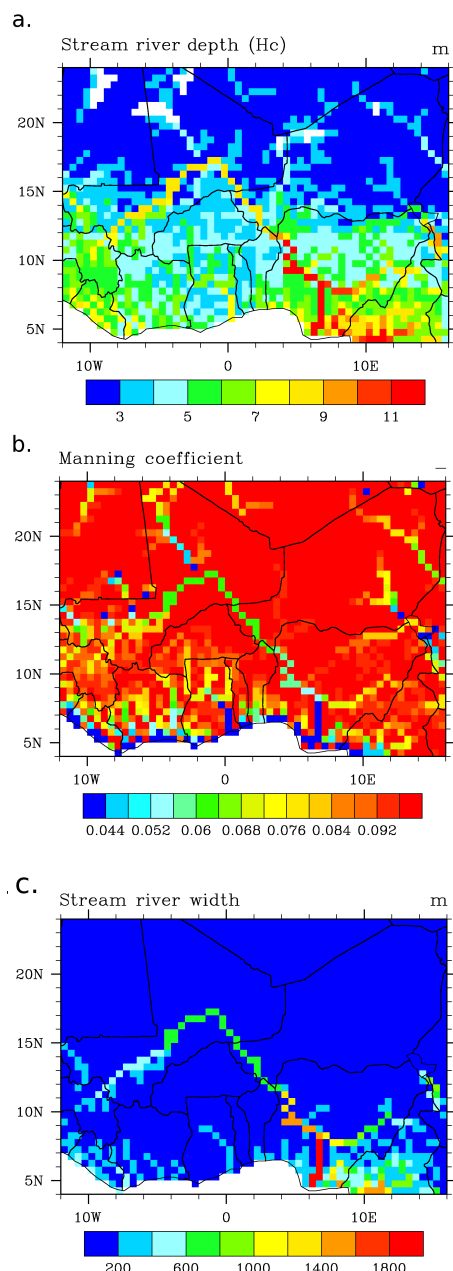 a.
Stream river depth (Hc) m
20N
15N
10N
5N
10W 0 10E
3 5 7 9 11
b.
Manning coefficient _
20N
15N
10N
5N
10W 0 10E
0.044 0.052 0.06 0.068 0.076 0.084 0.092
. c.
Stream river width m
20N
15N
10N
5N
10W 0 10E
200 600 1000 1400 1800